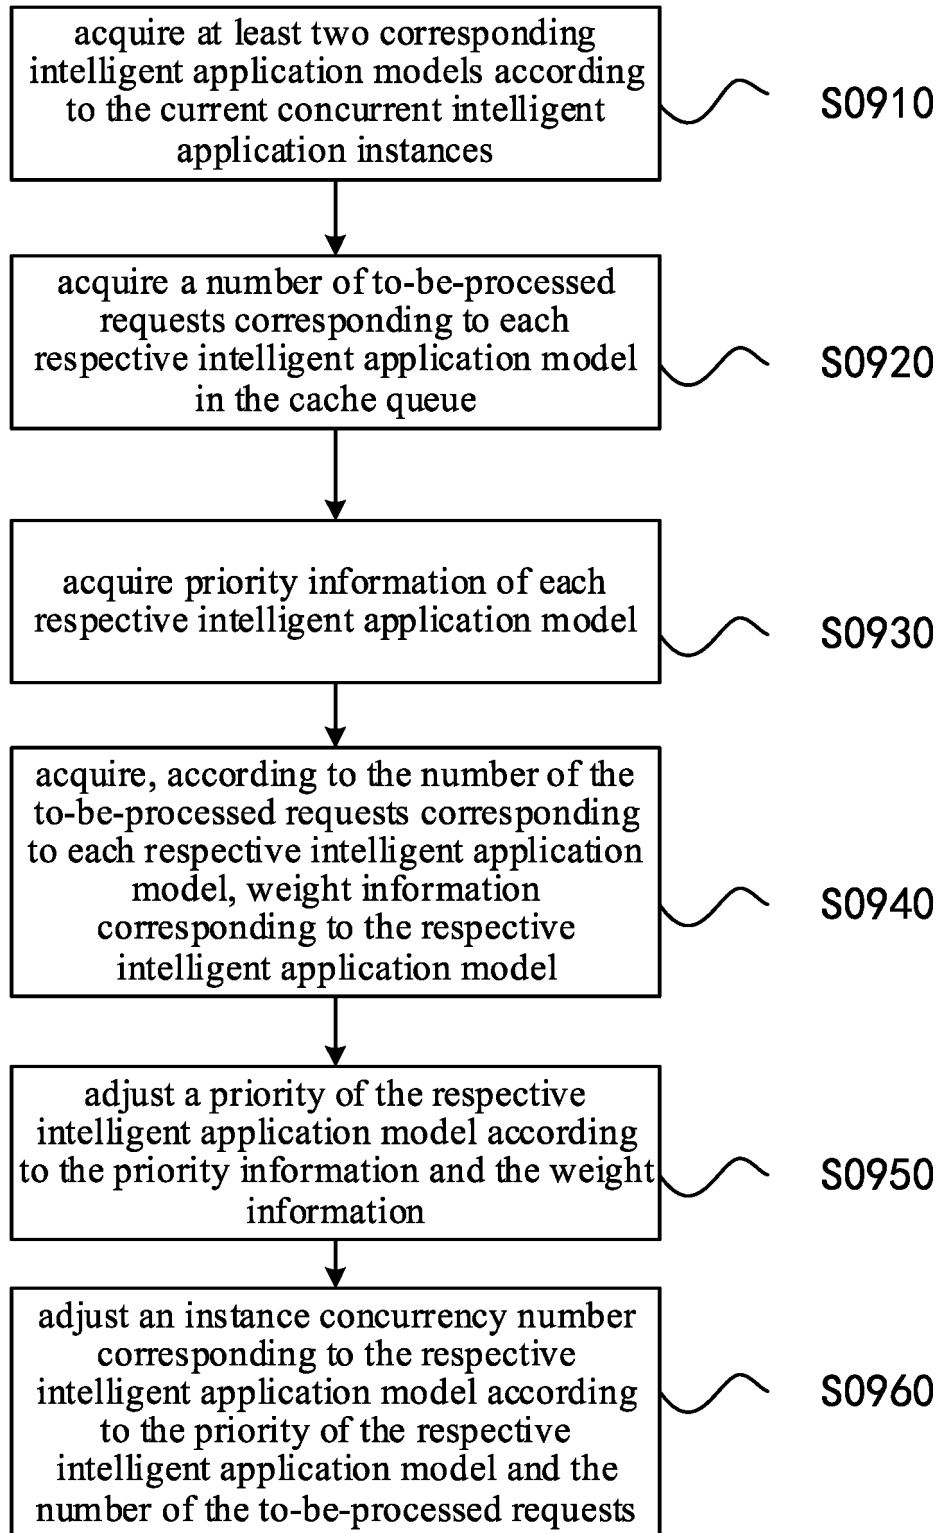 acquire at least two corresponding
intelligent application models according
to the current concurrent intelligent
application instances
S0910
acquire a number of to-be-processed
requests corresponding to each
respective intelligent application model
in the cache queue
S0920
acquire priority information of each
respective intelligent application model
S0930
acquire, according to the number of the
to-be-processed requests corresponding
to each respective intelligent application
model, weight information
corresponding to the respective
intelligent application model
S0940
adjust a priority of the respective
intelligent application model according
to the priority information and the weight
information
S0950
adjust an instance concurrency number
corresponding to the respective
intelligent application model according
to the priority of the respective
intelligent application model and the
number of the to-be-processed requests
S0960